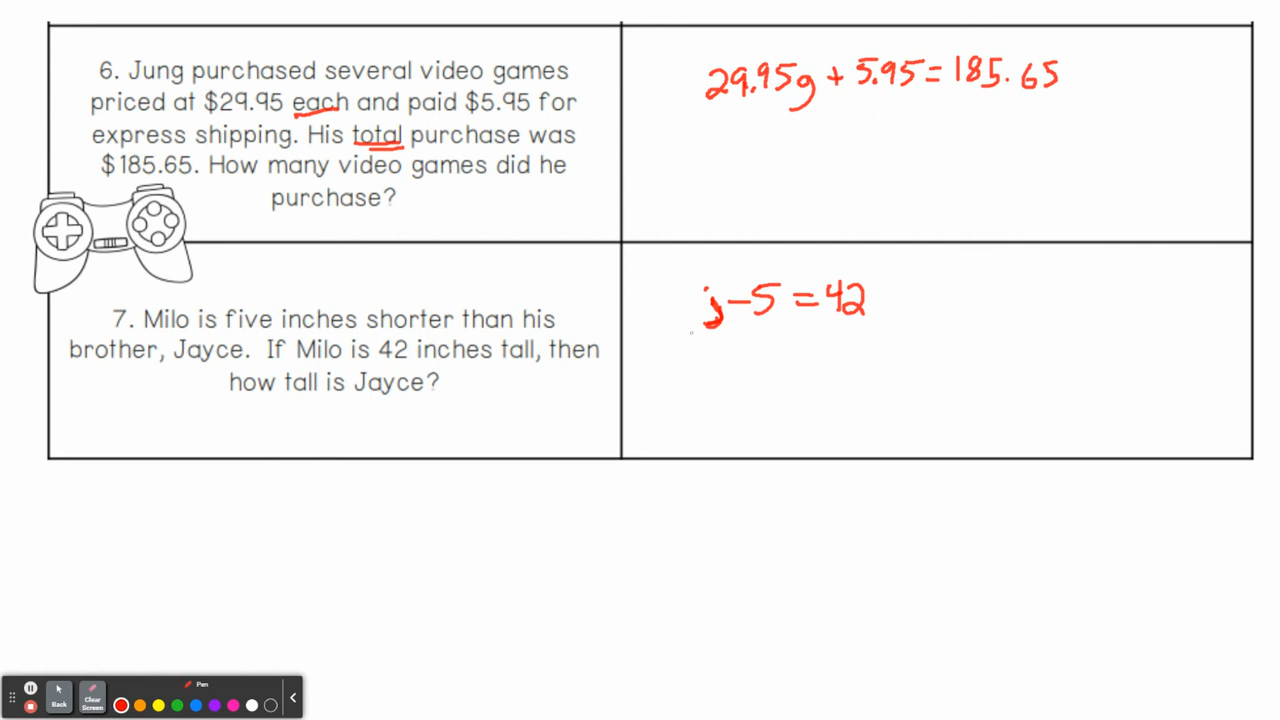 6. Jung purchased several video games
priced at $29.95 each and paid $5.95 for
express shipping. His total purchase was
$185.65. How many video games did he
purchase?
29.95g + 5.95 = 185.65
7. Milo is five inches shorter than his
brother, Jayce. If Milo is 42 inches tall, then
how tall is Jayce?
j - 5 = 42
Pen
Back
Clear
Screen